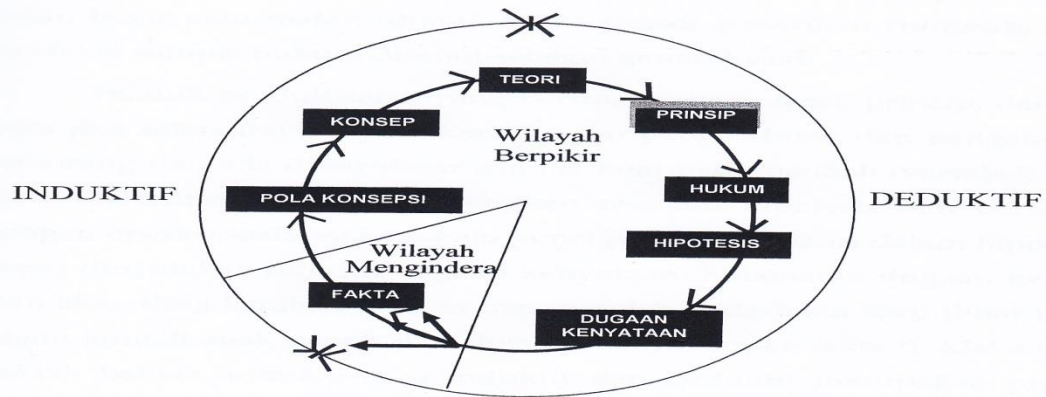 TEORI
PRINSIP
KONSEP
Wilayah
Berpikir
INDUKTIF
POLA KONSEPSI
HUKUM
DEDUKTIF
HIPOTESIS
Wilayah
Mengindera
FAKTA
DUGAAN
KENYATAAN